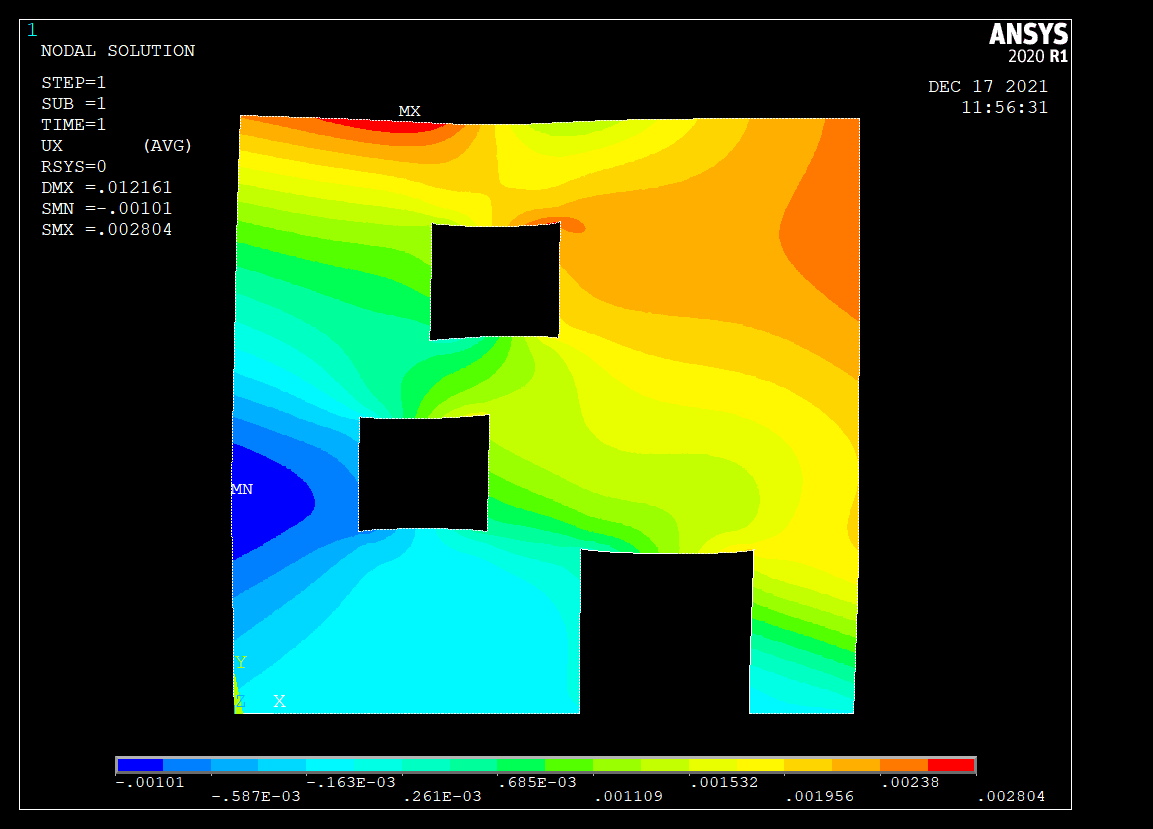 1
NODAL SOLUTION
STEP=1
SUB =1
TIME=1
UX (AVG)
RSYS=0
DMX =.012161
SMN =-.00101
SMX =.002804
ANSYS
2020 R1
DEC 17 2021
11:56:31
MX
MN
Y
Z X
-.00101 -.163E-03 .685E-03 .001532 .00238
-.587E-03 .261E-03 .001109 .001956 .002804